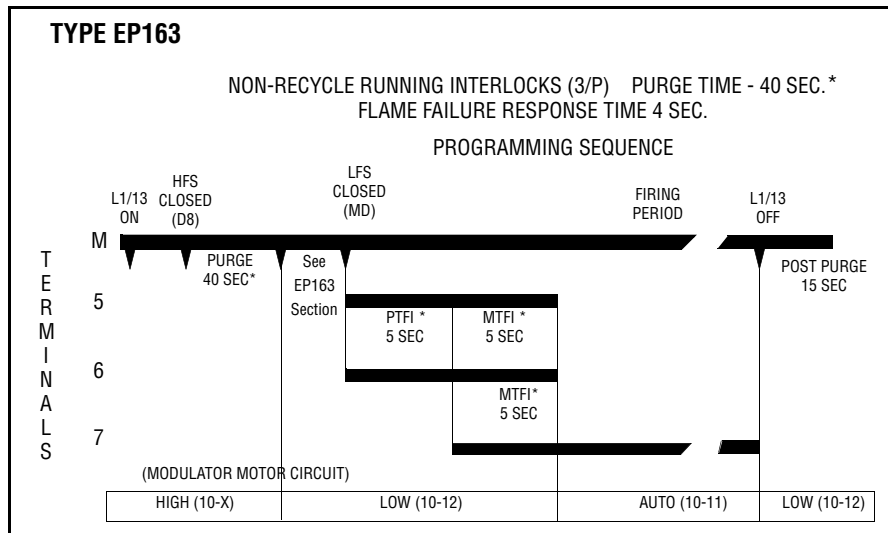 TYPE EP163
NON-RECYCLE RUNNING INTERLOCKS (3/P) PURGE TIME - 40 SEC.*
FLAME FAILURE RESPONSE TIME 4 SEC.
PROGRAMMING SEQUENCE
L1/13
ON
HFS
CLOSED
(D8)
LFS
CLOSED
(MD)
FIRING
PERIOD
L1/13
OFF
TERMINALS
M
PURGE
40 SEC*
See
EP163
Section
POST PURGE
15 SEC
5
PTFI *
5 SEC
MTFI *
5 SEC
6
MTFI*
5 SEC
7
(MODULATOR MOTOR CIRCUIT)
HIGH (10-X)
LOW (10-12)
AUTO (10-11)
LOW (10-12)